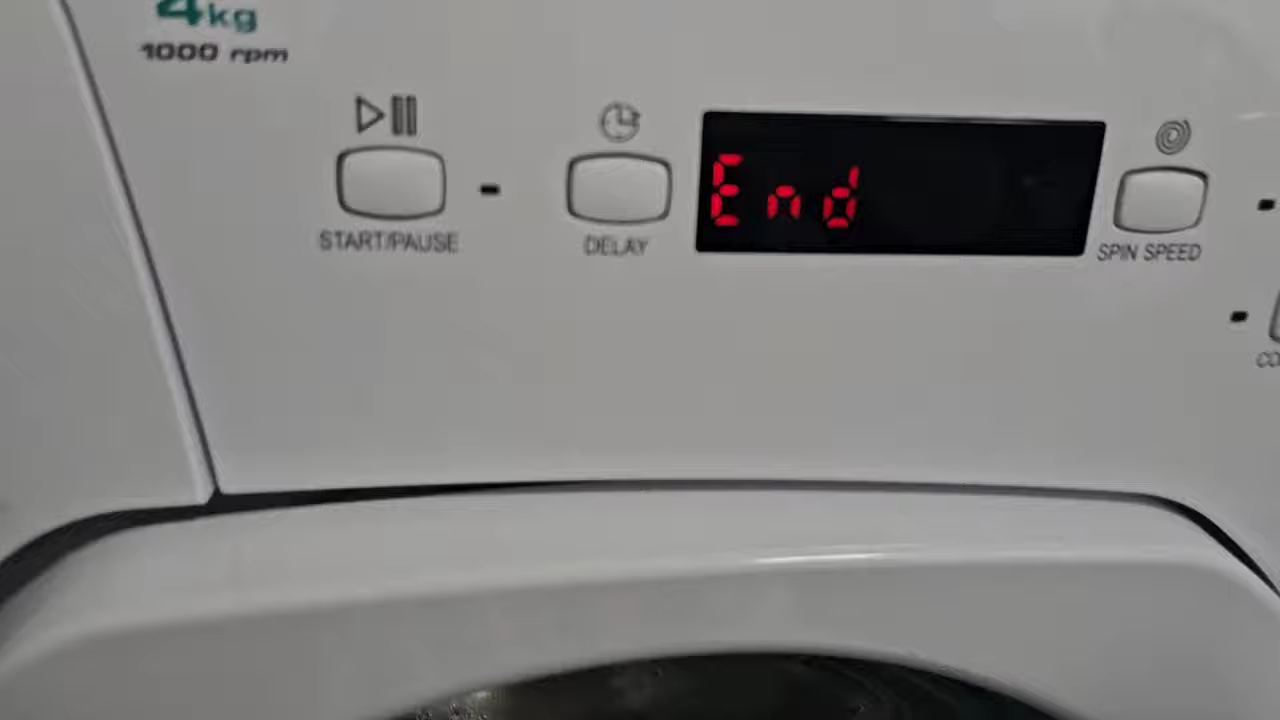 4kg
1000 rpm
START/PAUSE
DELAY
End
SPIN SPEED